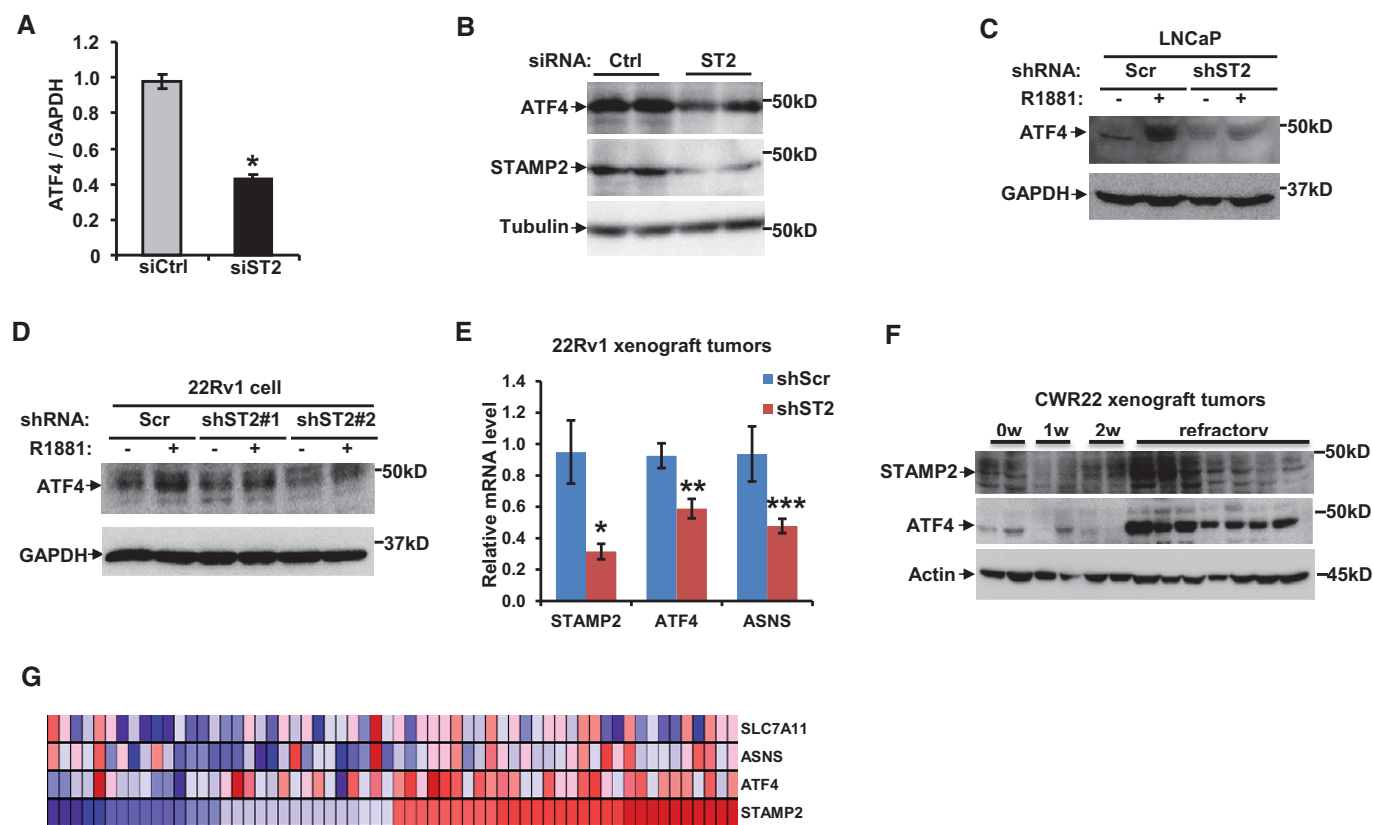 A
1.2
1.0
0.8
0.6
0.4
0.2
0
ATF4 / GAPDH
*
siCtrl siST2
B
siRNA: Ctrl ST2
ATF4 50kD
STAMP2 50kD
Tubulin 50kD
C
LNCaP
shRNA: Scr shST2
R1881: - + - +
ATF4 50kD
GAPDH 37kD
D
22Rv1 cell
shRNA: Scr shST2#1 shST2#2
R1881: - + - + - +
ATF4 50kD
GAPDH 37kD
E
22Rv1 xenograft tumors
shScr
shST2
1.4
1.2
1.0
0.8
0.6
0.4
0.2
0.0
Relative mRNA level
* ** ***
STAMP2 ATF4 ASNS
F
CWR22 xenograft tumors
0w 1w 2w refractory
STAMP2 50kD
ATF4 50kD
Actin 45kD
G
SLC7A11
ASNS
ATF4
STAMP2